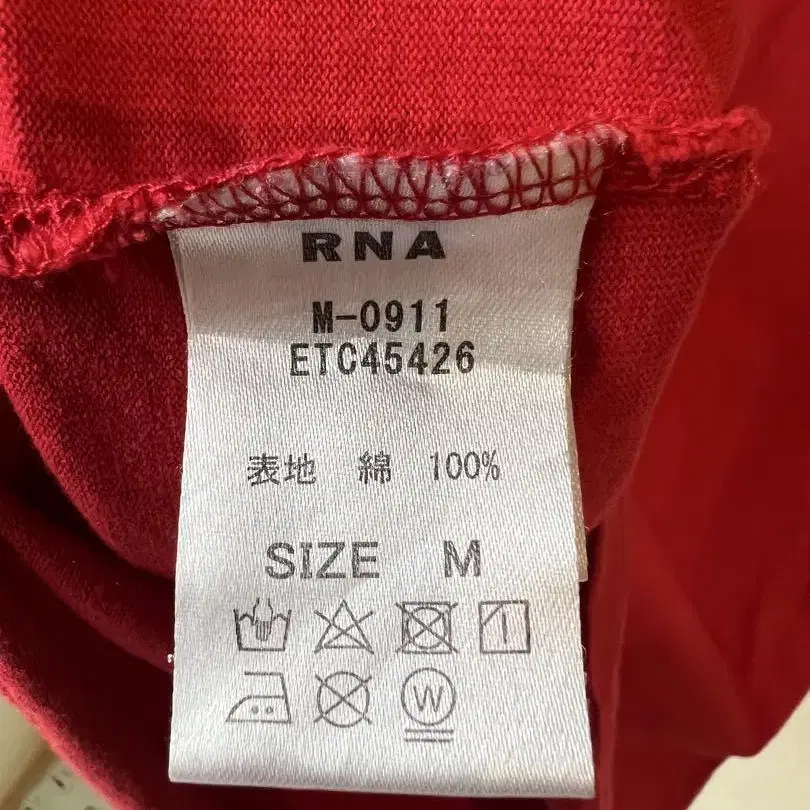 RNA
M-0911
ETC45426
表地 綿 100%
SIZE M
W